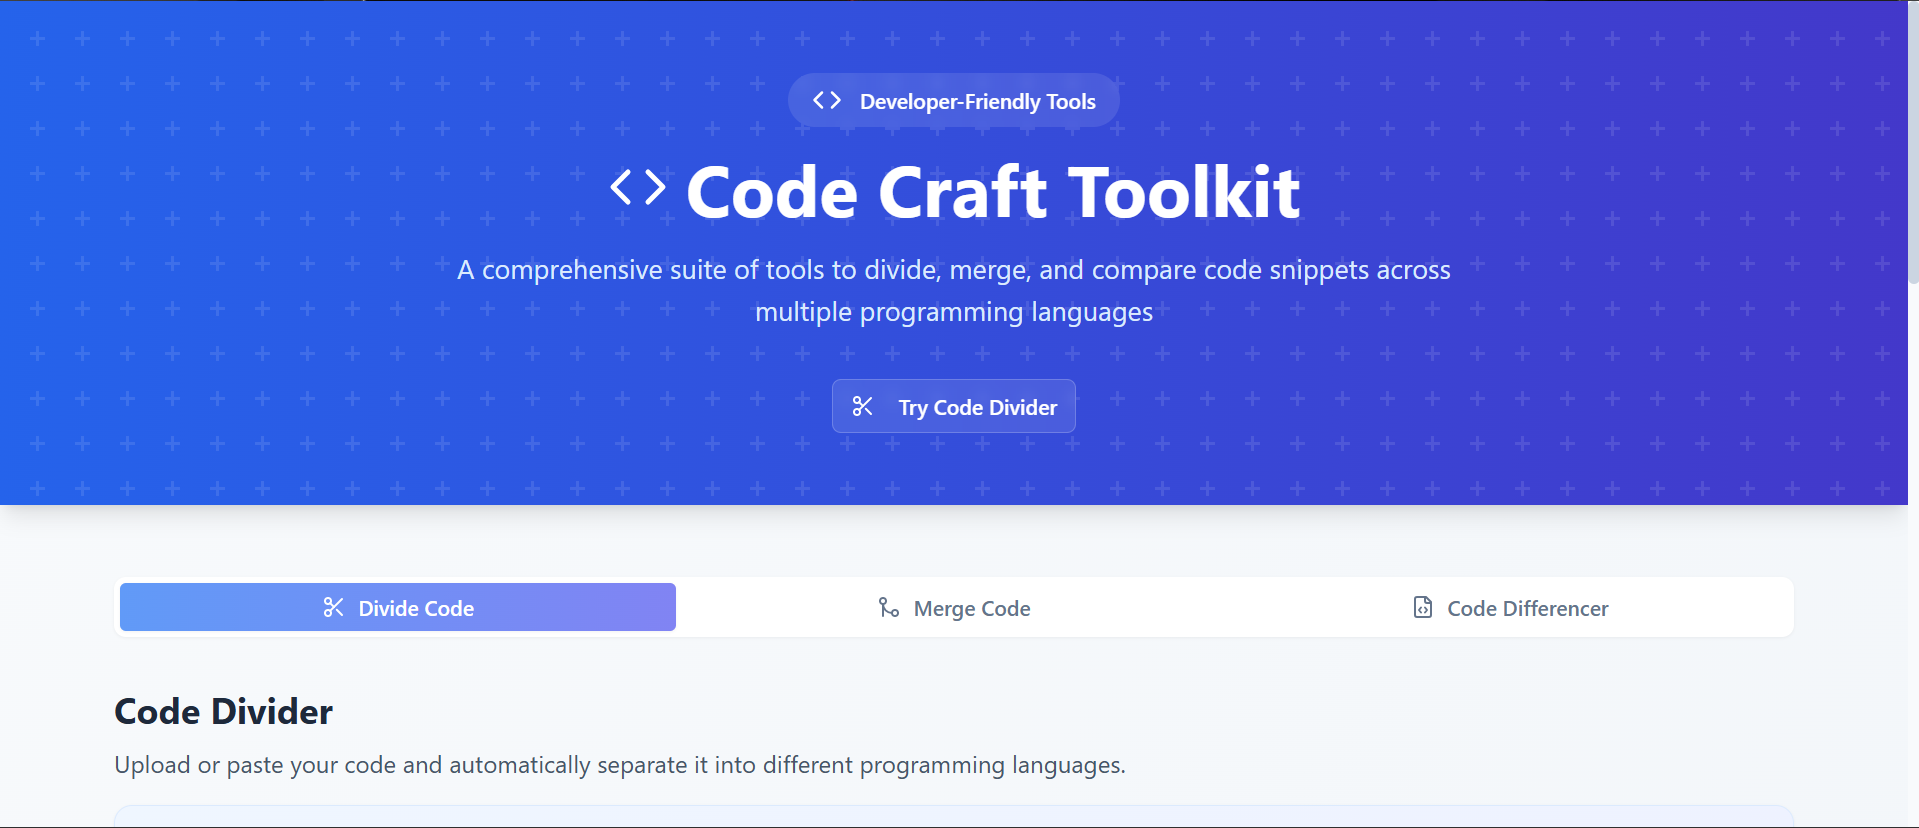 Developer-Friendly Tools
Code Craft Toolkit
A comprehensive suite of tools to divide, merge, and compare code snippets across
multiple programming languages
Try Code Divider
Divide Code
Merge Code
Code Differencer
Code Divider
Upload or paste your code and automatically separate it into different programming languages.